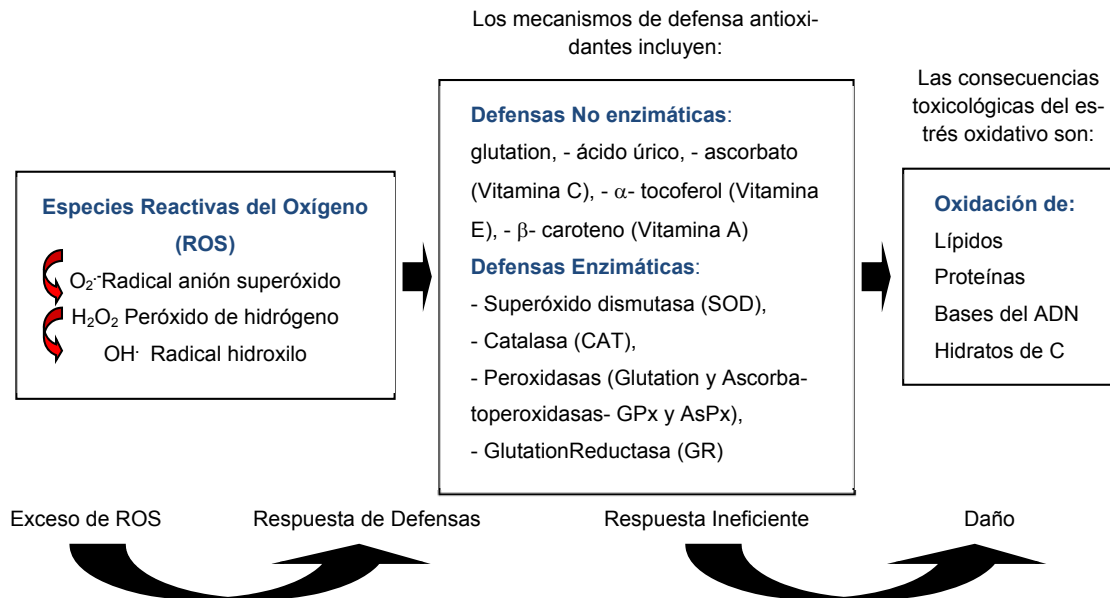 Los mecanismos de defensa antioxi-
dantes incluyen:
Las consecuencias
toxicológicas del es-
trés oxidativo son:
Especies Reactivas del Oxígeno
(ROS)
O₂·⁻Radical anión superóxido
H₂O₂ Peróxido de hidrógeno
OH· Radical hidroxilo
Defensas No enzimáticas:
glutation, - ácido úrico, - ascorbato
(Vitamina C), - α- tocoferol (Vitamina
E), - β- caroteno (Vitamina A)
Defensas Enzimáticas:
- Superóxido dismutasa (SOD),
- Catalasa (CAT),
- Peroxidasas (Glutation y Ascorba-
toperoxidasas- GPx y AsPx),
- GlutationReductasa (GR)
Oxidación de:
Lípidos
Proteínas
Bases del ADN
Hidratos de C
Exceso de ROS
Respuesta de Defensas
Respuesta Ineficiente
Daño